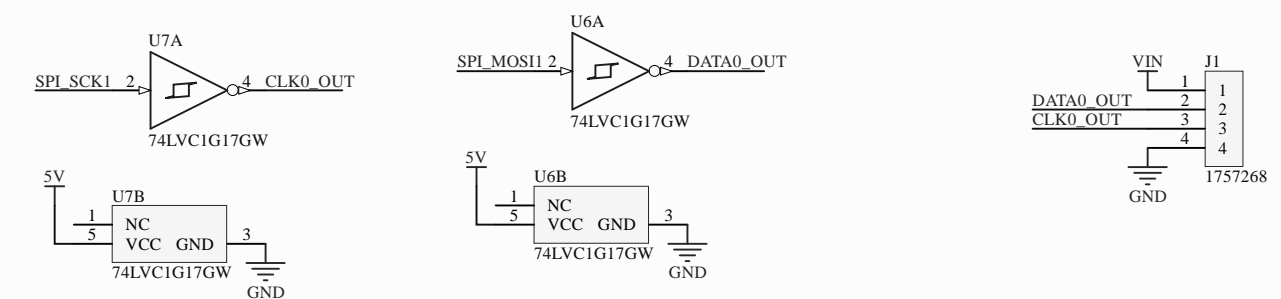 U7A
SPI_SCK1 2 4 CLK0_OUT
74LVC1G17GW
5V
U7B
1 NC
5 VCC GND 3
74LVC1G17GW
GND
U6A
SPI_MOSI1 2 4 DATA0_OUT
74LVC1G17GW
5V
U6B
1 NC
5 VCC GND 3
74LVC1G17GW
GND
VIN J1
1 1
DATA0_OUT 2 2
CLK0_OUT 3 3
4 4
GND 1757268